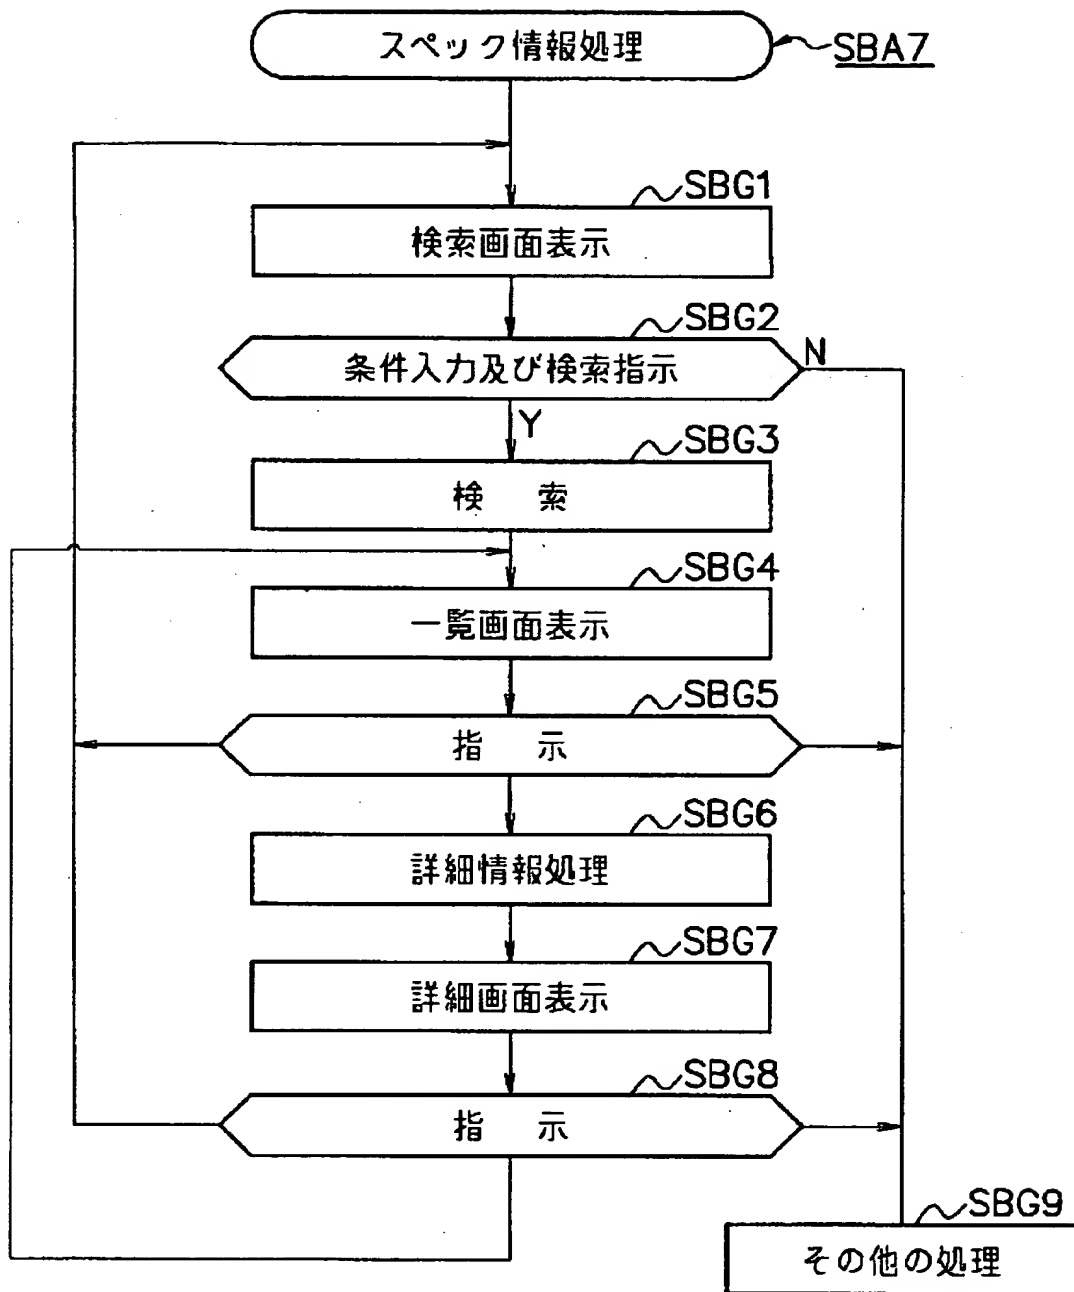 スペック情報処理 SBA7
SBG1
検索画面表示
SBG2
条件入力及び検索指示 N
Y
SBG3
検 索
SBG4
一覧画面表示
SBG5
指 示
SBG6
詳細情報処理
SBG7
詳細画面表示
SBG8
指 示
SBG9
その他の処理